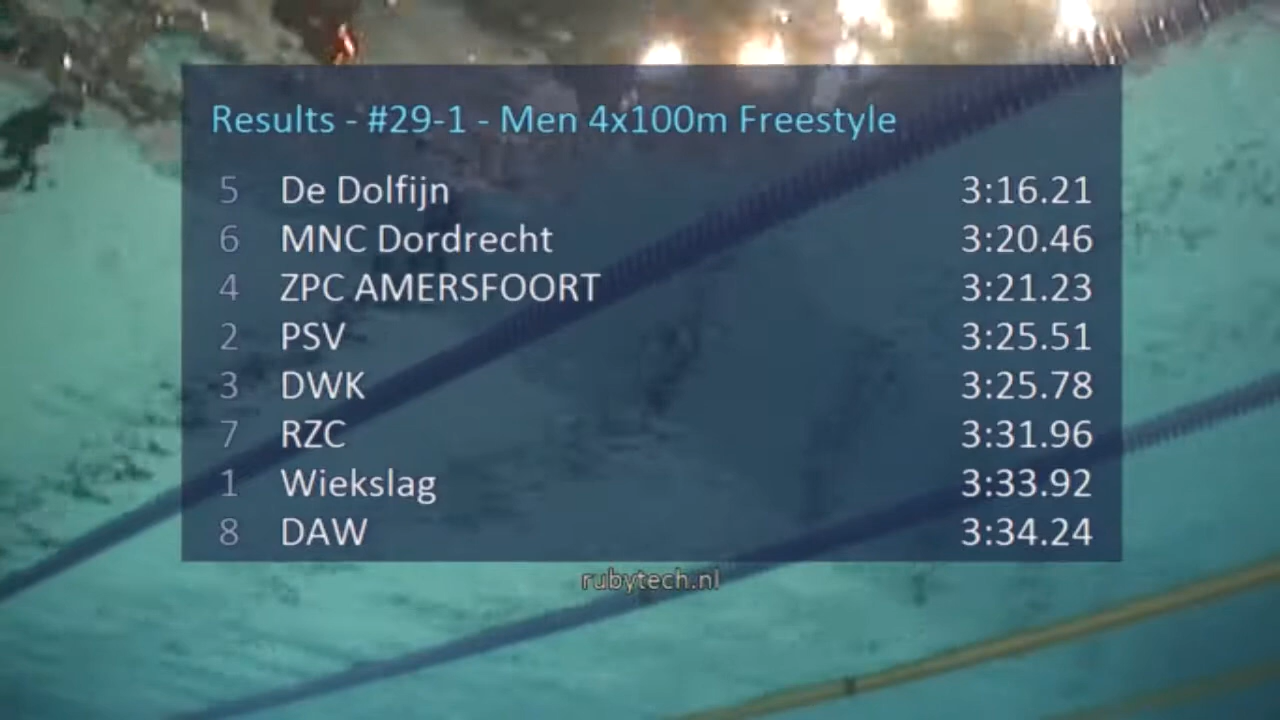 Results - #29-1 - Men 4x100m Freestyle
5 De Dolfijn 3:16.21
6 MNC Dordrecht 3:20.46
4 ZPC AMERSFOORT 3:21.23
2 PSV 3:25.51
3 DWK 3:25.78
7 RZC 3:31.96
1 Wiekslag 3:33.92
8 DAW 3:34.24
rubytech.nl